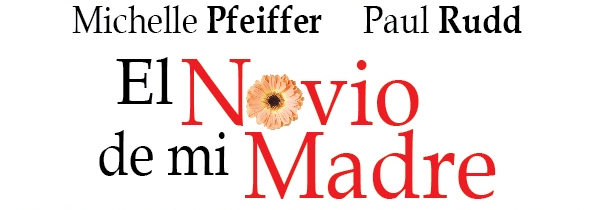 Michelle Pfeiffer Paul Rudd
El Novio
de mi Madre